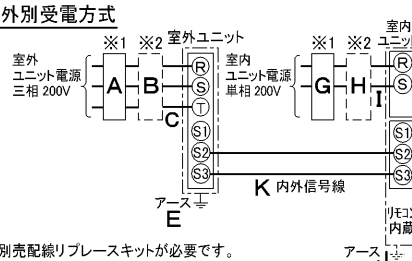 外別受電方式
※1 ※2 室外ユニット
室外
ユニット電源
三相 200V
A B
R
S
T
C
S1
S2
S3
アース
E
※1 ※2 室内
ユニット
室内
ユニット電源
単相 200V
G H I
R
S
S1
S2
S3
K 内外信号線
リモコン
内蔵
別売配線リプレースキットが必要です。
アース